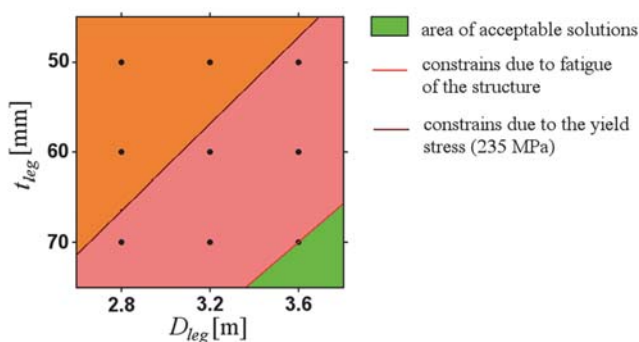 50
60
70
t_leg [mm]
2.8 3.2 3.6
D_leg [m]
area of acceptable solutions
constrains due to fatigue
of the structure
constrains due to the yield
stress (235 MPa)